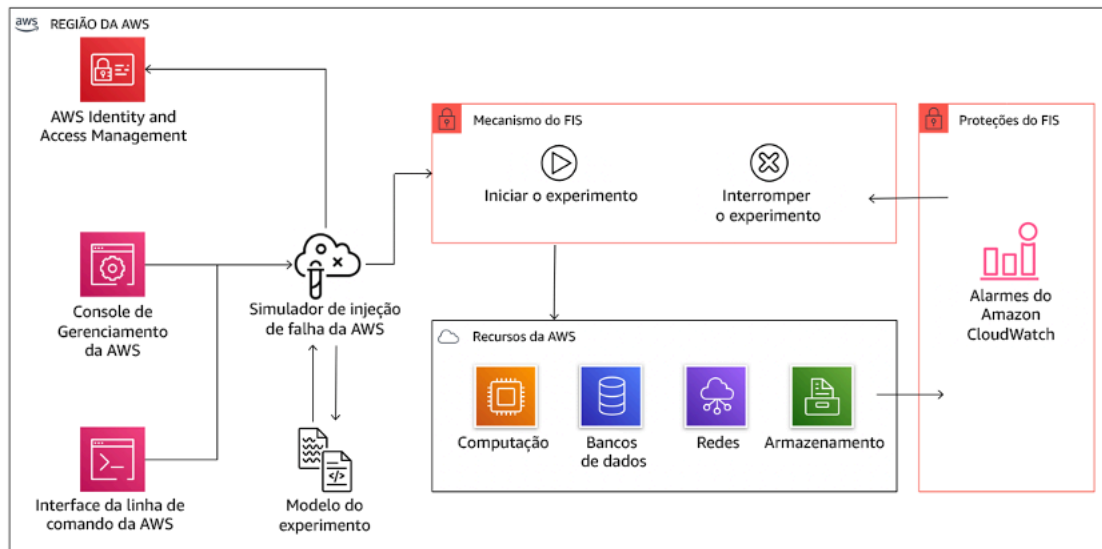 aws
REGIÃO DA AWS
AWS Identity and
Access Management
Console de
Gerenciamento
da AWS
Interface da linha de
comando da AWS
Simulador de injeção
de falha da AWS
Modelo do
experimento
Mecanismo do FIS
Iniciar o experimento
Interromper
o experimento
Recursos da AWS
Computação
Bancos
de dados
Redes
Armazenamento
Proteções do FIS
Alarmes do
Amazon
CloudWatch